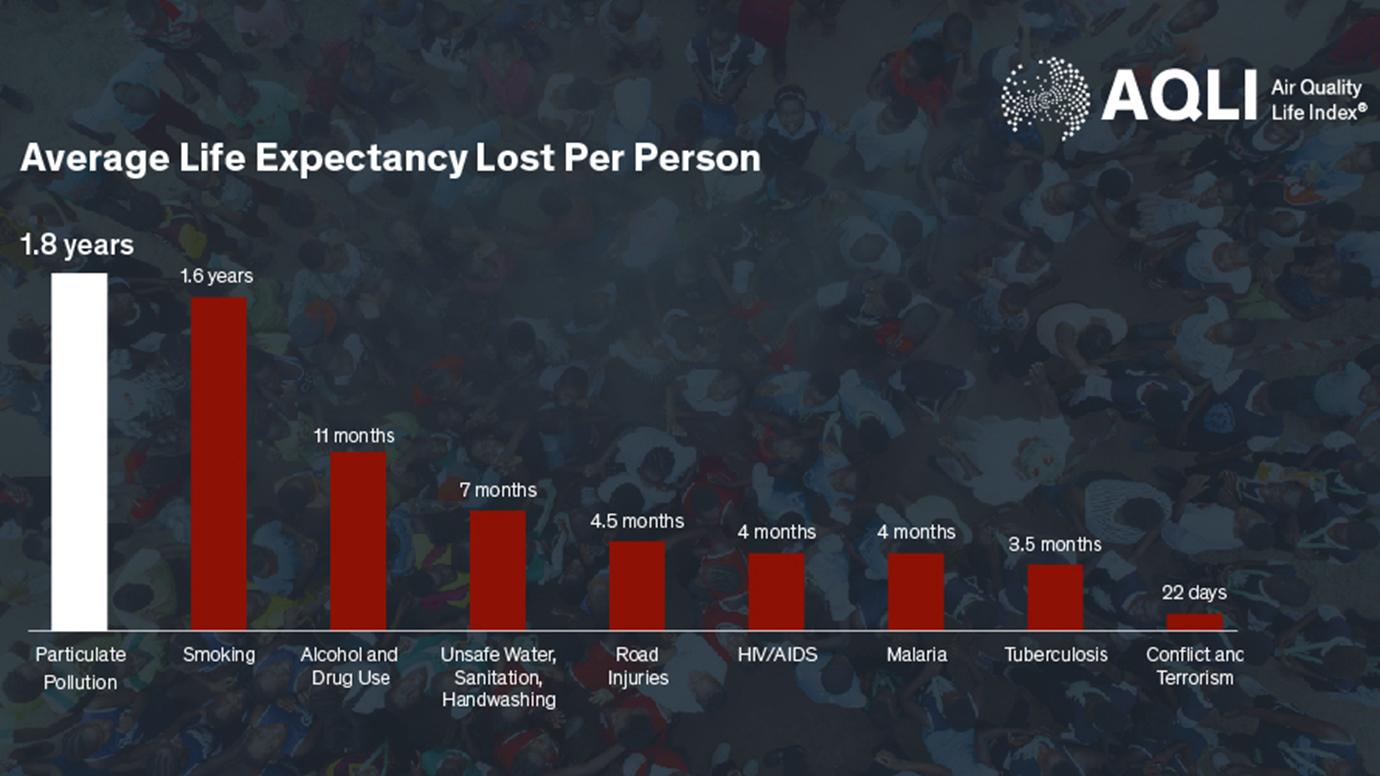 AQLI
Air Quality
Life Index®
Average Life Expectancy Lost Per Person
1.8 years
1.6 years
11 months
7 months
4.5 months
4 months
4 months
3.5 months
22 days
Particulate
Pollution
Smoking
Alcohol and
Drug Use
Unsafe Water,
Sanitation,
Handwashing
Road
Injuries
HIV/AIDS
Malaria
Tuberculosis
Conflict and
Terrorism